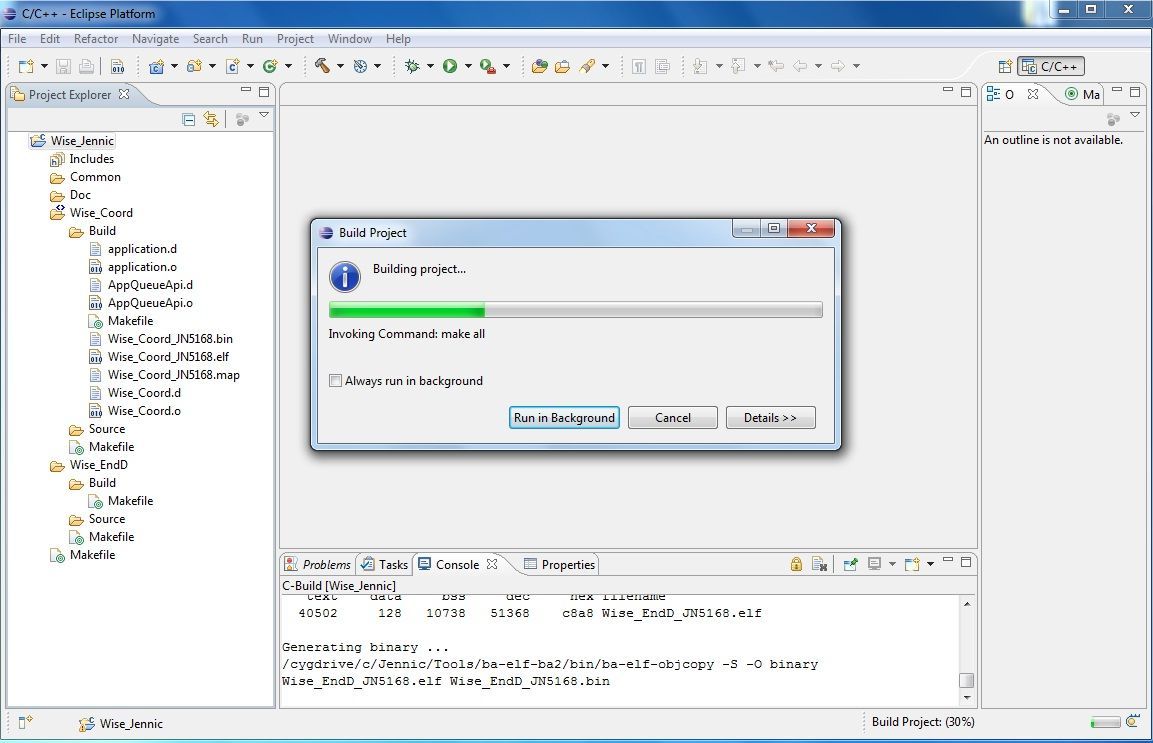 C/C++ - Eclipse Platform
File Edit Refactor Navigate Search Run Project Window Help
C/C++
Project Explorer
Wise_Jennic
Includes
Common
Doc
Wise_Coord
Build
application.d
application.o
AppQueueApi.d
AppQueueApi.o
Makefile
Wise_Coord_JN5168.bin
Wise_Coord_JN5168.elf
Wise_Coord_JN5168.map
Wise_Coord.d
Wise_Coord.o
Source
Makefile
Wise_EndD
Build
Makefile
Source
Makefile
Makefile
Build Project
Building project...
Invoking Command: make all
Always run in background
Run in Background Cancel Details >>
O Ma
An outline is not available.
Problems Tasks Console Properties
C-Build [Wise_Jennic]
text data bss dec hex filename
40502 128 10738 51368 c8a8 Wise_EndD_JN5168.elf
Generating binary ...
/cygdrive/c/Jennic/Tools/ba-elf-ba2/bin/ba-elf-objcopy -S -O binary
Wise_EndD_JN5168.elf Wise_EndD_JN5168.bin
Wise_Jennic
Build Project: (30%)